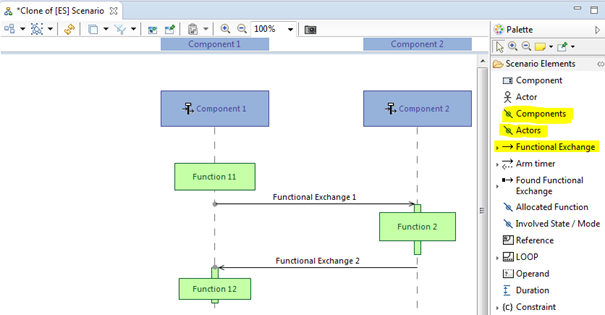 *Clone of [ES] Scenario
100%
Component 1
Component 2
Component 1
Component 2
Function 11
Functional Exchange 1
Function 2
Functional Exchange 2
Function 12
Palette
Scenario Elements
Component
Actor
Components
Actors
Functional Exchange
Arm timer
Found Functional
Exchange
Allocated Function
Involved State / Mode
Reference
LOOP
Operand
Duration
{c} Constraint